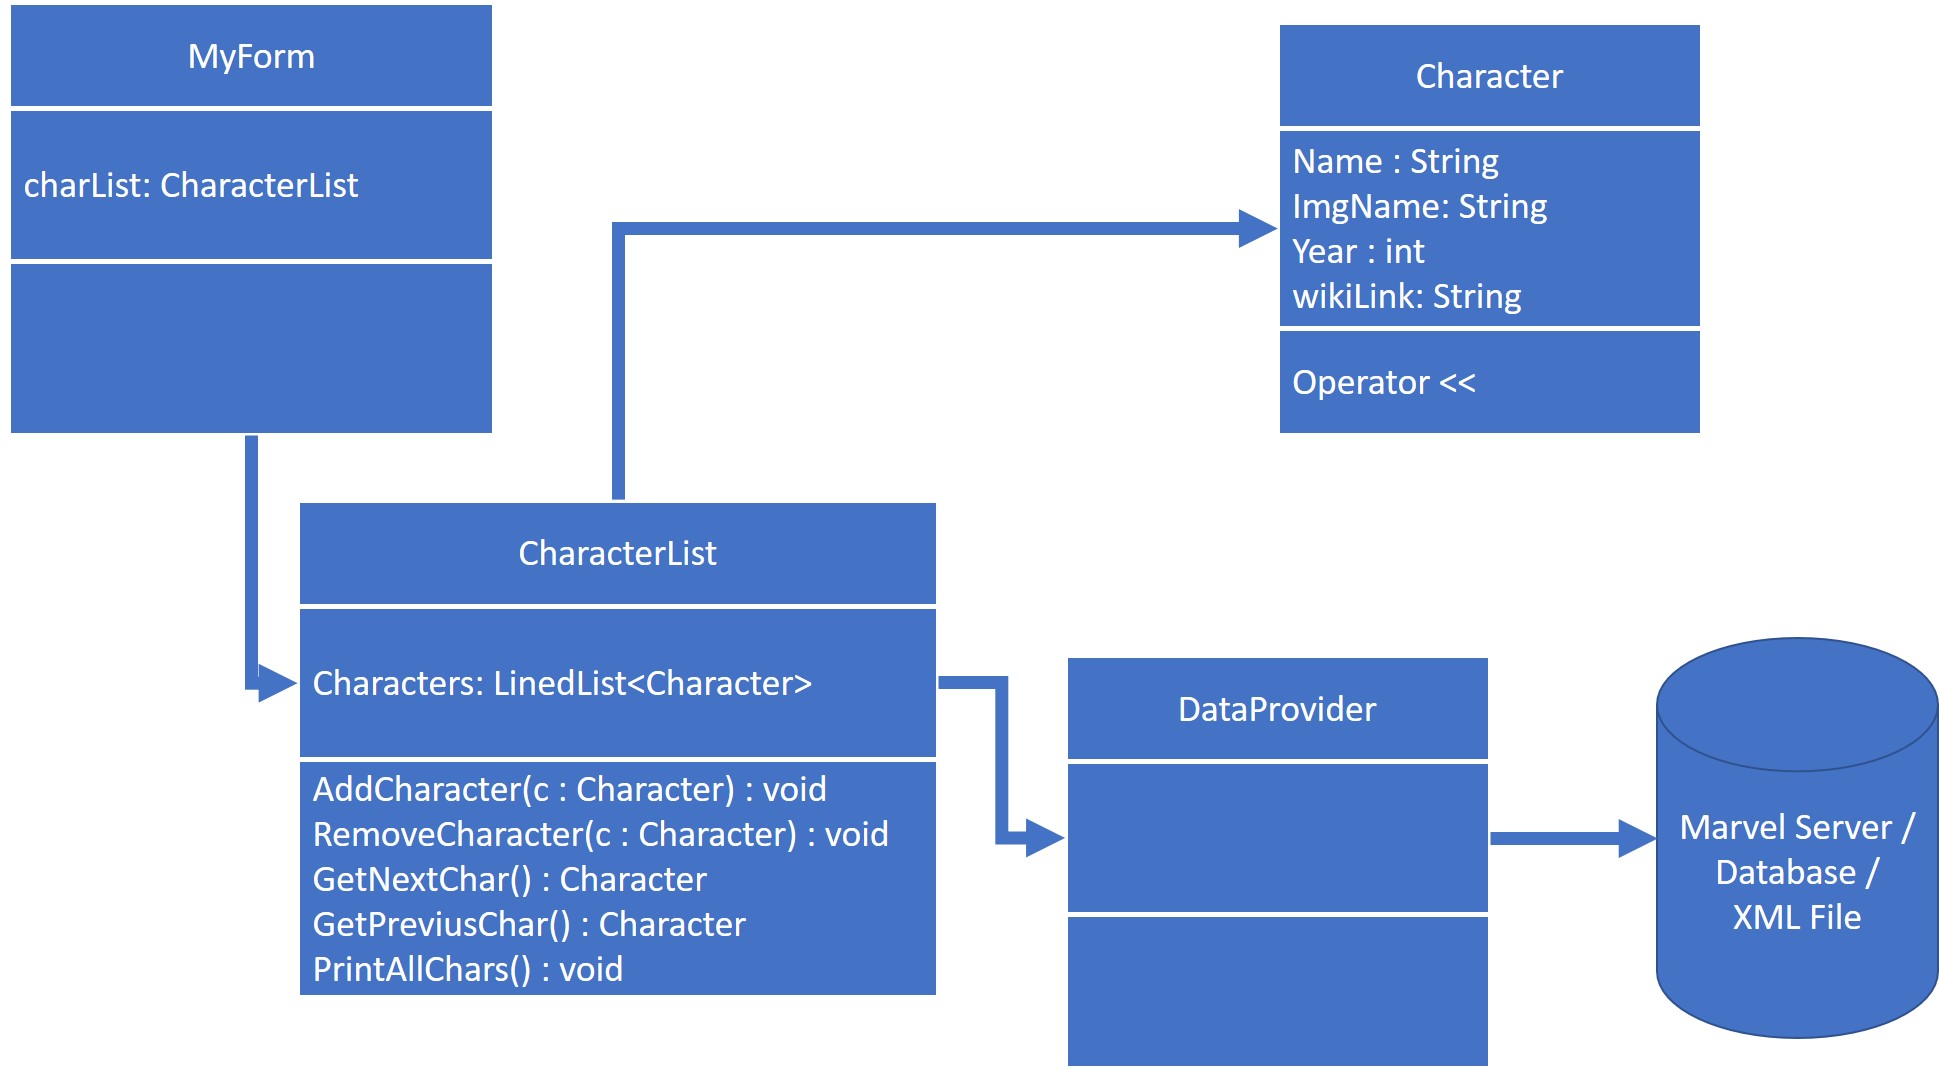 MyForm
charList: CharacterList
Character
Name : String
ImgName: String
Year : int
wikiLink: String
Operator <<
CharacterList
Characters: LinedList<Character>
AddCharacter(c : Character) : void
RemoveCharacter(c : Character) : void
GetNextChar() : Character
GetPreviusChar() : Character
PrintAllChars() : void
DataProvider
Marvel Server /
Database /
XML File